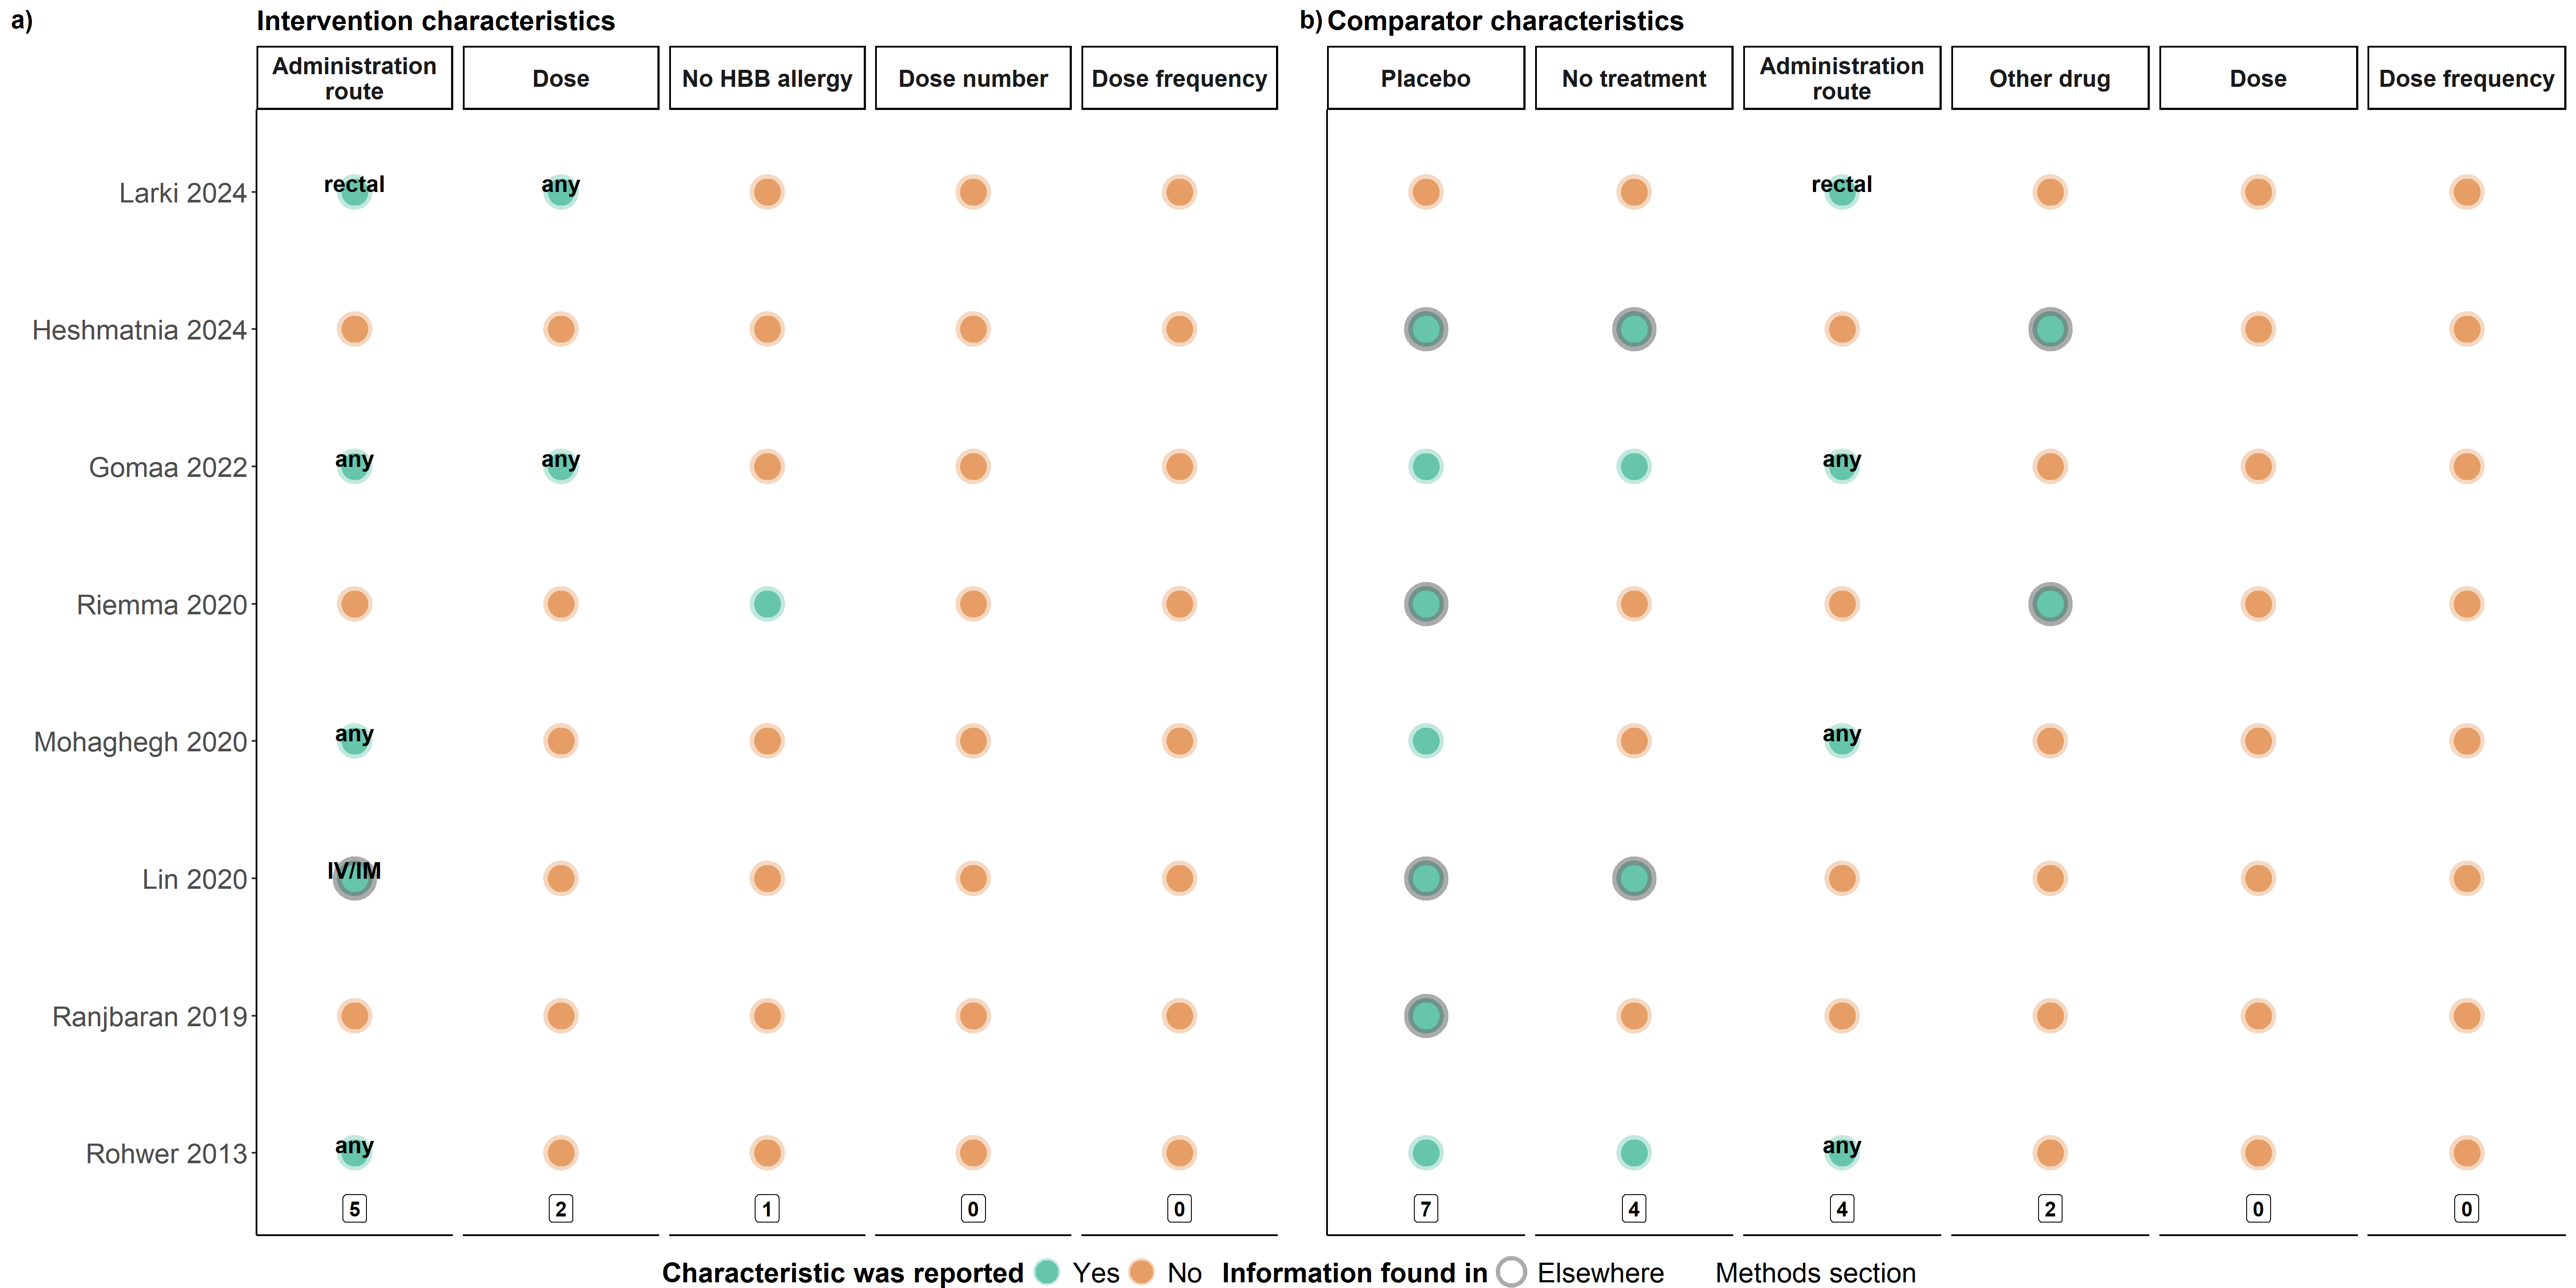 a) Intervention characteristics b) Comparator characteristics
Administration route Dose No HBB allergy Dose number Dose frequency Placebo No treatment Administration route Other drug Dose Dose frequency
Larki 2024 rectal any rectal
Heshmatnia 2024
Gomaa 2022 any any any
Riemma 2020
Mohaghegh 2020 any any
Lin 2020 IV/IM
Ranjbaran 2019
Rohwer 2013 any any
5 2 1 0 0 7 4 4 2 0 0
Characteristic was reported Yes No Information found in Elsewhere Methods section